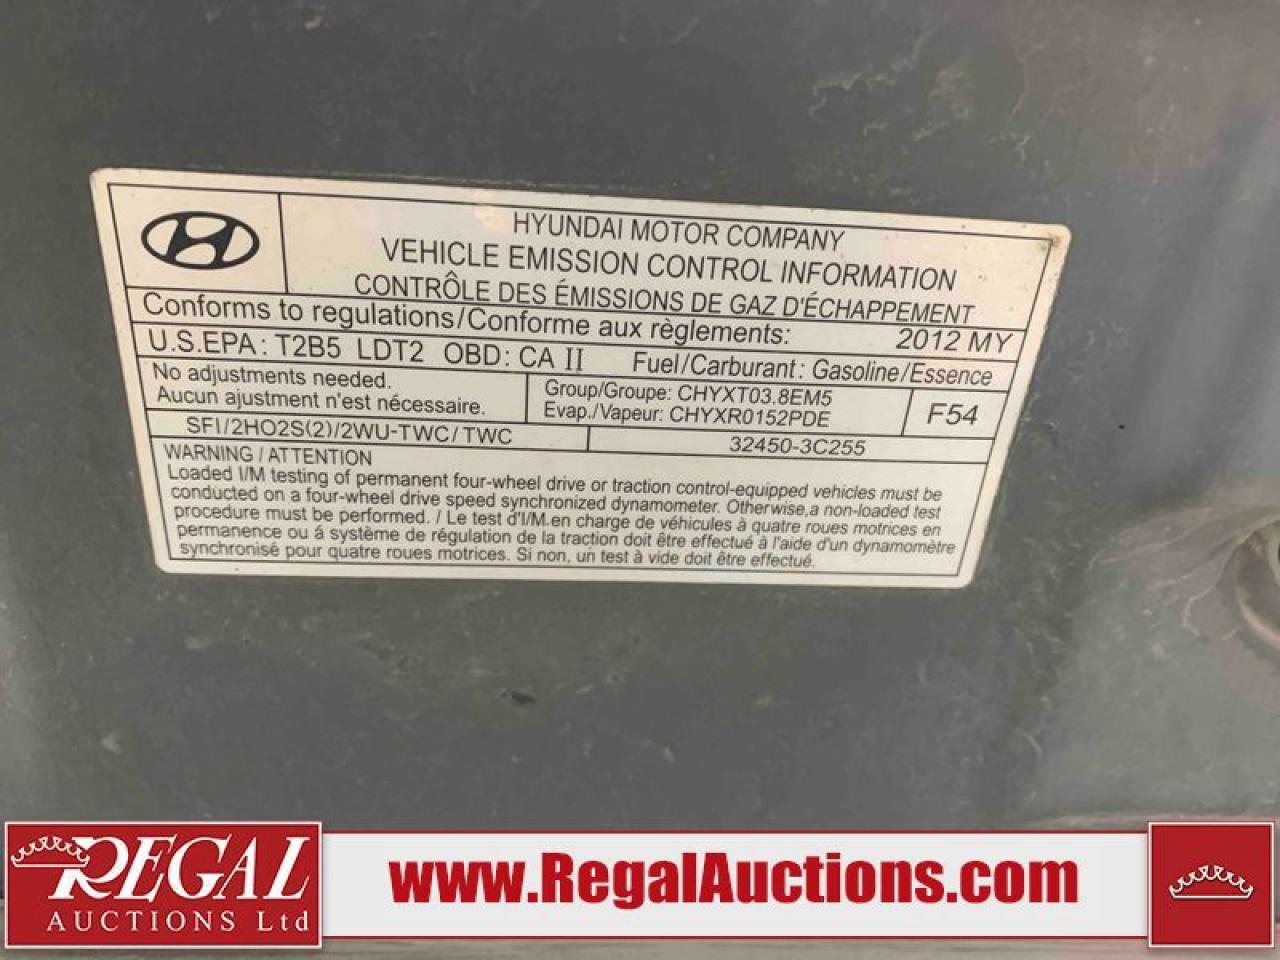 HYUNDAI MOTOR COMPANY
VEHICLE EMISSION CONTROL INFORMATION
CONTRÔLE DES ÉMISSIONS DE GAZ D'ÉCHAPPEMENT
Conforms to regulations/Conforme aux règlements: 2012 MY
U.S.EPA: T2B5 LDT2 OBD: CA II Fuel/Carburant: Gasoline/Essence
No adjustments needed.
Aucun ajustment n'est nécessaire.
Group/Groupe: CHYXT03.8EM5
Evap./Vapeur: CHYXR0152PDE
F54
SFI/2HO2S(2)/2WU-TWC/TWC
32450-3C255
WARNING/ATTENTION
Loaded I/M testing of permanent four-wheel drive or traction control-equipped vehicles must be
conducted on a four-wheel drive speed synchronized dynamometer. Otherwise,a non-loaded test
procedure must be performed. / Le test d'I/M.en charge de véhicules à quatre roues motrices en
permanence ou á système de régulation de la traction doit être effectué à l'aide d'un dynamomètre
synchronisé pour quatre roues motrices. Si non, un test à vide doit être effectué.
REGAL
AUCTIONS Ltd
www.RegalAuctions.com